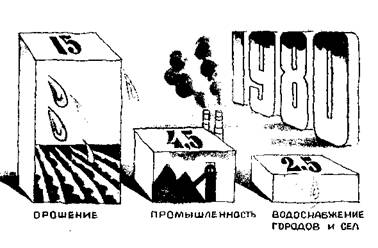 15
1980
4.5
2.5
ОРОШЕНИЕ
ПРОМЫШЛЕННОСТЬ
ВОДОСНАБЖЕНИЕ
ГОРОДОВ И СЕЛ